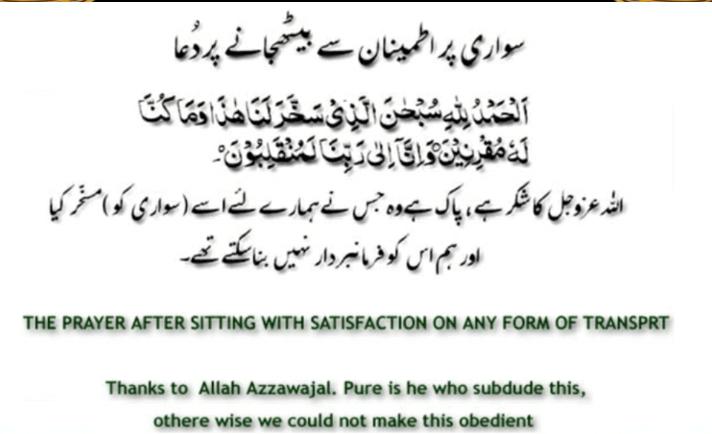 سواری پر اطمینان سے بیٹھ جانے پر دُعا
اَلْحَمْدُ لِلّٰهِ سُبْحٰنَ الَّذِیْ سَخَّرَ لَنَا هٰذَا وَمَا كُنَّا
لَهٗ مُقْرِنِیْنَ وَاِنَّاۤ اِلٰی رَبِّنَا لَمُنْقَلِبُوْنَ۔
اللہ عزوجل کا شکر ہے، پاک ہے وہ جس نے ہمارے لئے اسے (سواری کو) مسخّر کیا
اور ہم اس کو فرمانبردار نہیں بنا سکتے تھے۔
THE PRAYER AFTER SITTING WITH SATISFACTION ON ANY FORM OF TRANSPRT
Thanks to Allah Azzawajal. Pure is he who subdude this,
othere wise we could not make this obedient